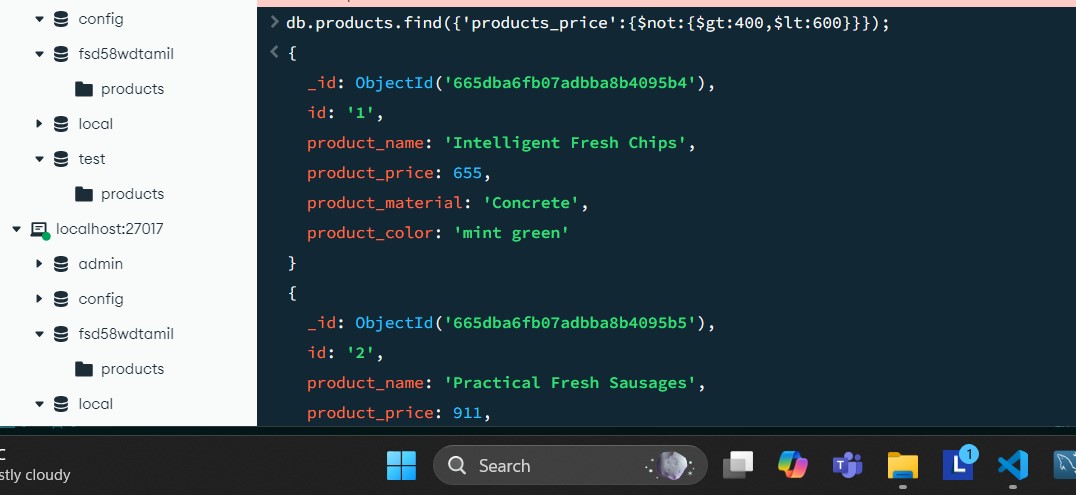 config
fsd58wdtamil
products
local
test
products
localhost:27017
admin
config
fsd58wdtamil
products
local
db.products.find({'products_price':{$not:{$gt:400,$lt:600}}});
{
_id: ObjectId('665dba6fb07adbba8b4095b4'),
id: '1',
product_name: 'Intelligent Fresh Chips',
product_price: 655,
product_material: 'Concrete',
product_color: 'mint green'
}
{
_id: ObjectId('665dba6fb07adbba8b4095b5'),
id: '2',
product_name: 'Practical Fresh Sausages',
product_price: 911,
stly cloudy
Search
L
1